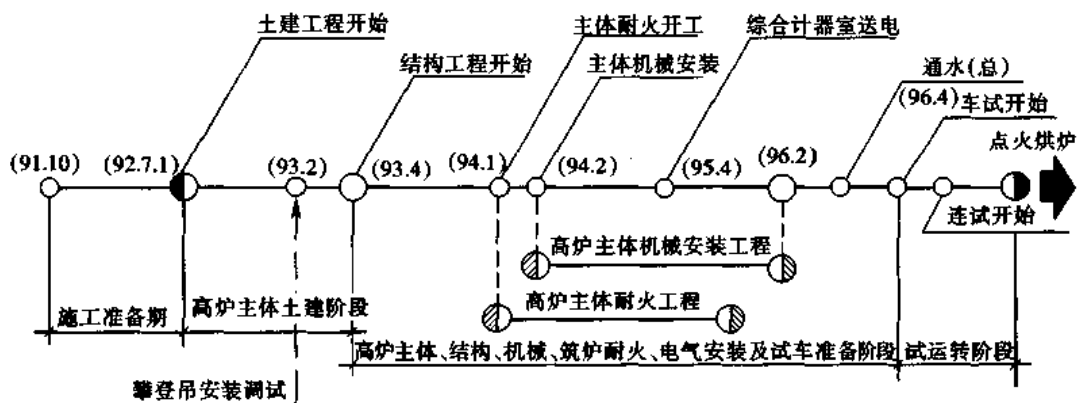 土建工程开始
结构工程开始
主体耐火开工
主体机械安装
综合计器室送电
通水(总)
(96.4)
车试开始
点火烘炉
(91.10)
(92.7.1)
(93.2)
(93.4)
(94.1)
(94.2)
(95.4)
(96.2)
连试开始
高炉主体机械安装工程
高炉主体耐火工程
施工准备期
高炉主体土建阶段
高炉主体、结构、机械、筑炉耐火、电气安装及试车准备阶段
试运转阶段
攀登吊安装调试